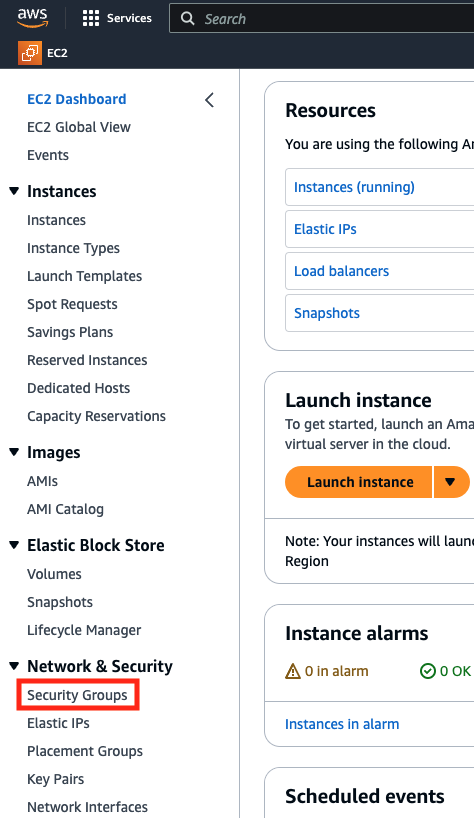 aws
Services
Search
EC2
EC2 Dashboard
EC2 Global View
Events
Instances
Instances
Instance Types
Launch Templates
Spot Requests
Savings Plans
Reserved Instances
Dedicated Hosts
Capacity Reservations
Images
AMIs
AMI Catalog
Elastic Block Store
Volumes
Snapshots
Lifecycle Manager
Network & Security
Security Groups
Elastic IPs
Placement Groups
Key Pairs
Network Interfaces
Resources
You are using the following Am
Instances (running)
Elastic IPs
Load balancers
Snapshots
Launch instance
To get started, launch an Ama
virtual server in the cloud.
Launch instance
Note: Your instances will launc
Region
Instance alarms
0 in alarm
0 OK
Instances in alarm
Scheduled events